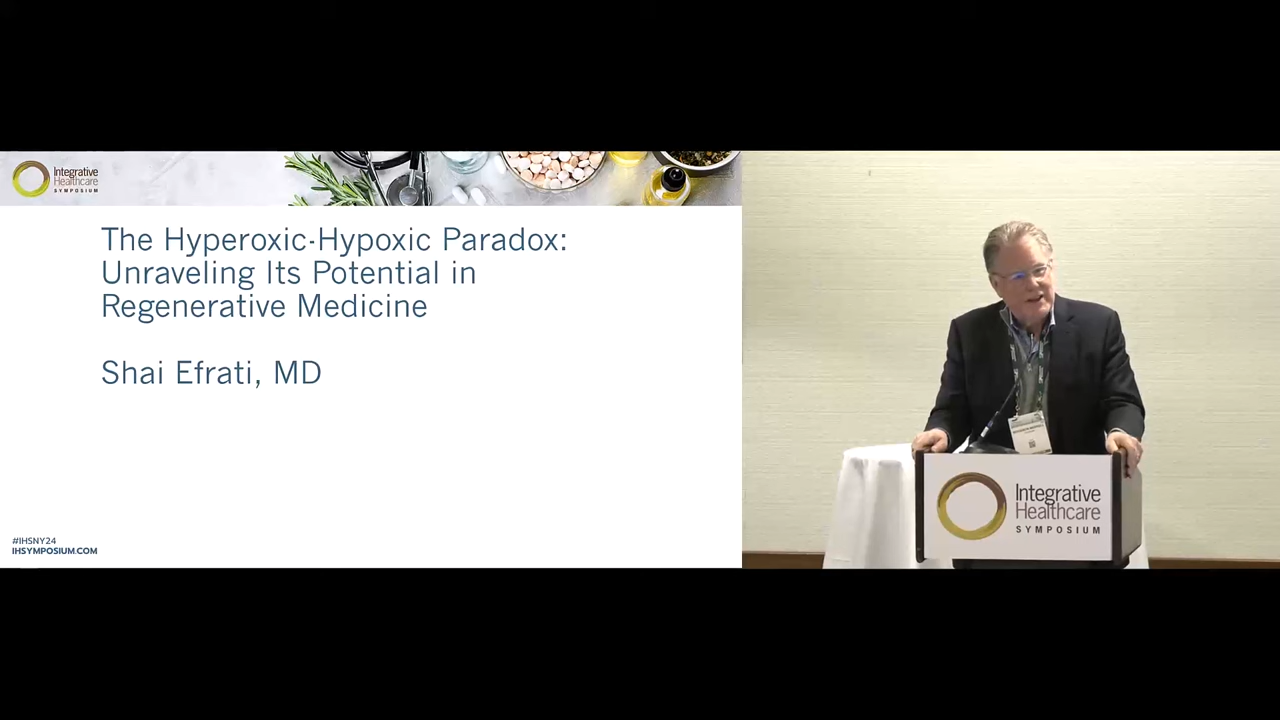 Integrative
Healthcare
SYMPOSIUM
The Hyperoxic-Hypoxic Paradox:
Unraveling Its Potential in
Regenerative Medicine
Shai Efrati, MD
#IHSNY24
IHSYMPOSIUM.COM
Integrative
Healthcare
SYMPOSIUM